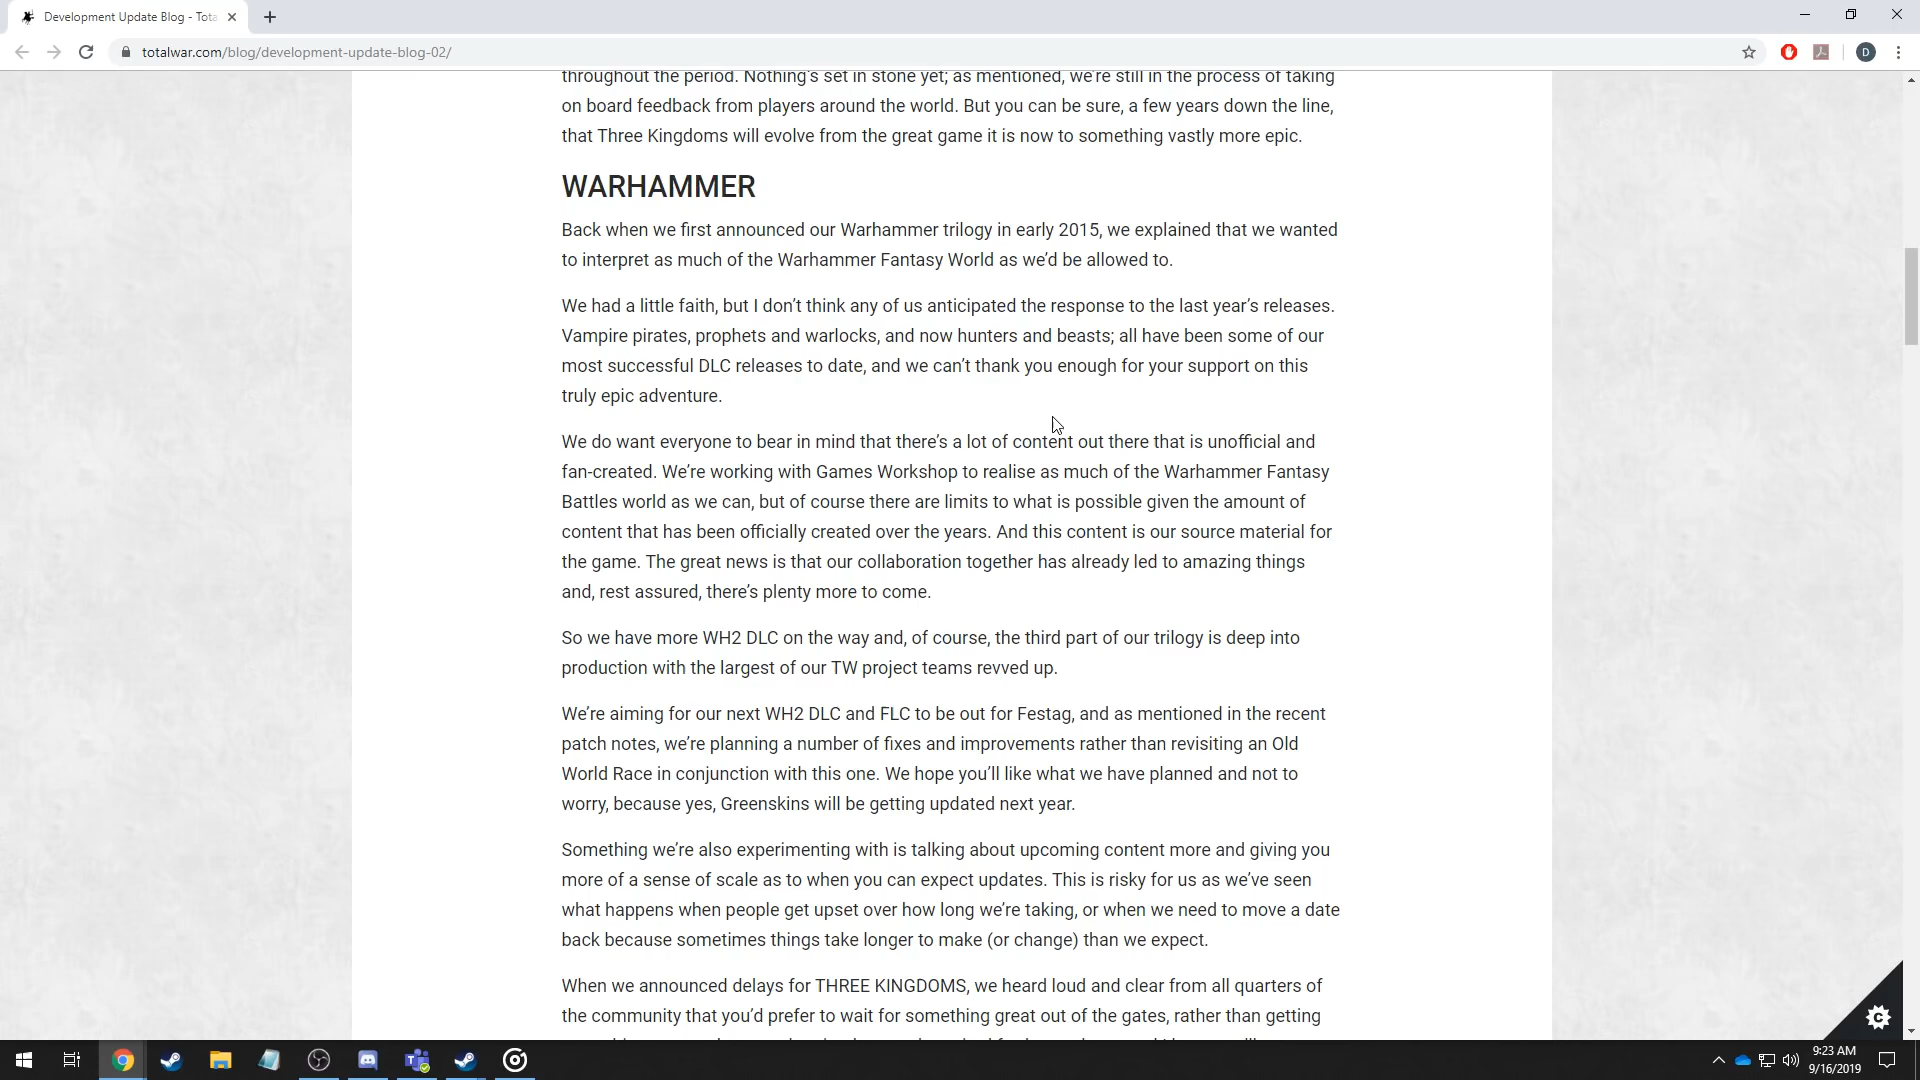 Development Update Blog - Tota
totalwar.com/blog/development-update-blog-02/
D
throughout the period. Nothing's set in stone yet; as mentioned, we're still in the process of taking
on board feedback from players around the world. But you can be sure, a few years down the line,
that Three Kingdoms will evolve from the great game it is now to something vastly more epic.
WARHAMMER
Back when we first announced our Warhammer trilogy in early 2015, we explained that we wanted
to interpret as much of the Warhammer Fantasy World as we'd be allowed to.
We had a little faith, but I don't think any of us anticipated the response to the last year's releases.
Vampire pirates, prophets and warlocks, and now hunters and beasts; all have been some of our
most successful DLC releases to date, and we can't thank you enough for your support on this
truly epic adventure.
We do want everyone to bear in mind that there's a lot of content out there that is unofficial and
fan-created. We're working with Games Workshop to realise as much of the Warhammer Fantasy
Battles world as we can, but of course there are limits to what is possible given the amount of
content that has been officially created over the years. And this content is our source material for
the game. The great news is that our collaboration together has already led to amazing things
and, rest assured, there's plenty more to come.
So we have more WH2 DLC on the way and, of course, the third part of our trilogy is deep into
production with the largest of our TW project teams revved up.
We're aiming for our next WH2 DLC and FLC to be out for Festag, and as mentioned in the recent
patch notes, we're planning a number of fixes and improvements rather than revisiting an Old
World Race in conjunction with this one. We hope you'll like what we have planned and not to
worry, because yes, Greenskins will be getting updated next year.
Something we're also experimenting with is talking about upcoming content more and giving you
more of a sense of scale as to when you can expect updates. This is risky for us as we've seen
what happens when people get upset over how long we're taking, or when we need to move a date
back because sometimes things take longer to make (or change) than we expect.
When we announced delays for THREE KINGDOMS, we heard loud and clear from all quarters of
the community that you'd prefer to wait for something great out of the gates, rather than getting
9:23 AM
9/16/2019